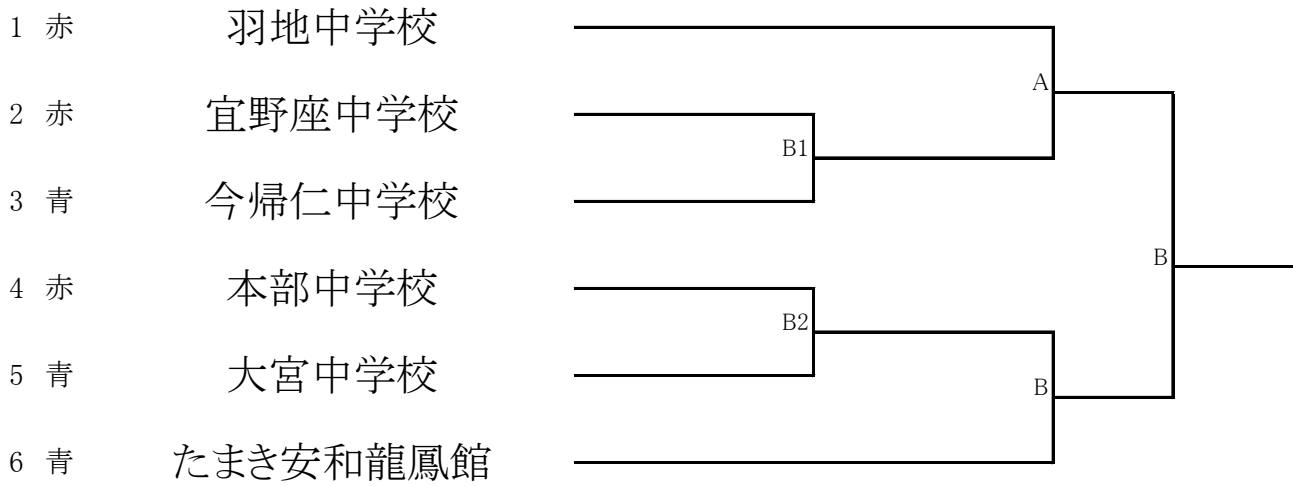 1 赤 羽地中学校
A
2 赤 宜野座中学校
B1
3 青 今帰仁中学校
B
4 赤 本部中学校
B2
5 青 大宮中学校
B
6 青 たまき安和龍鳳館